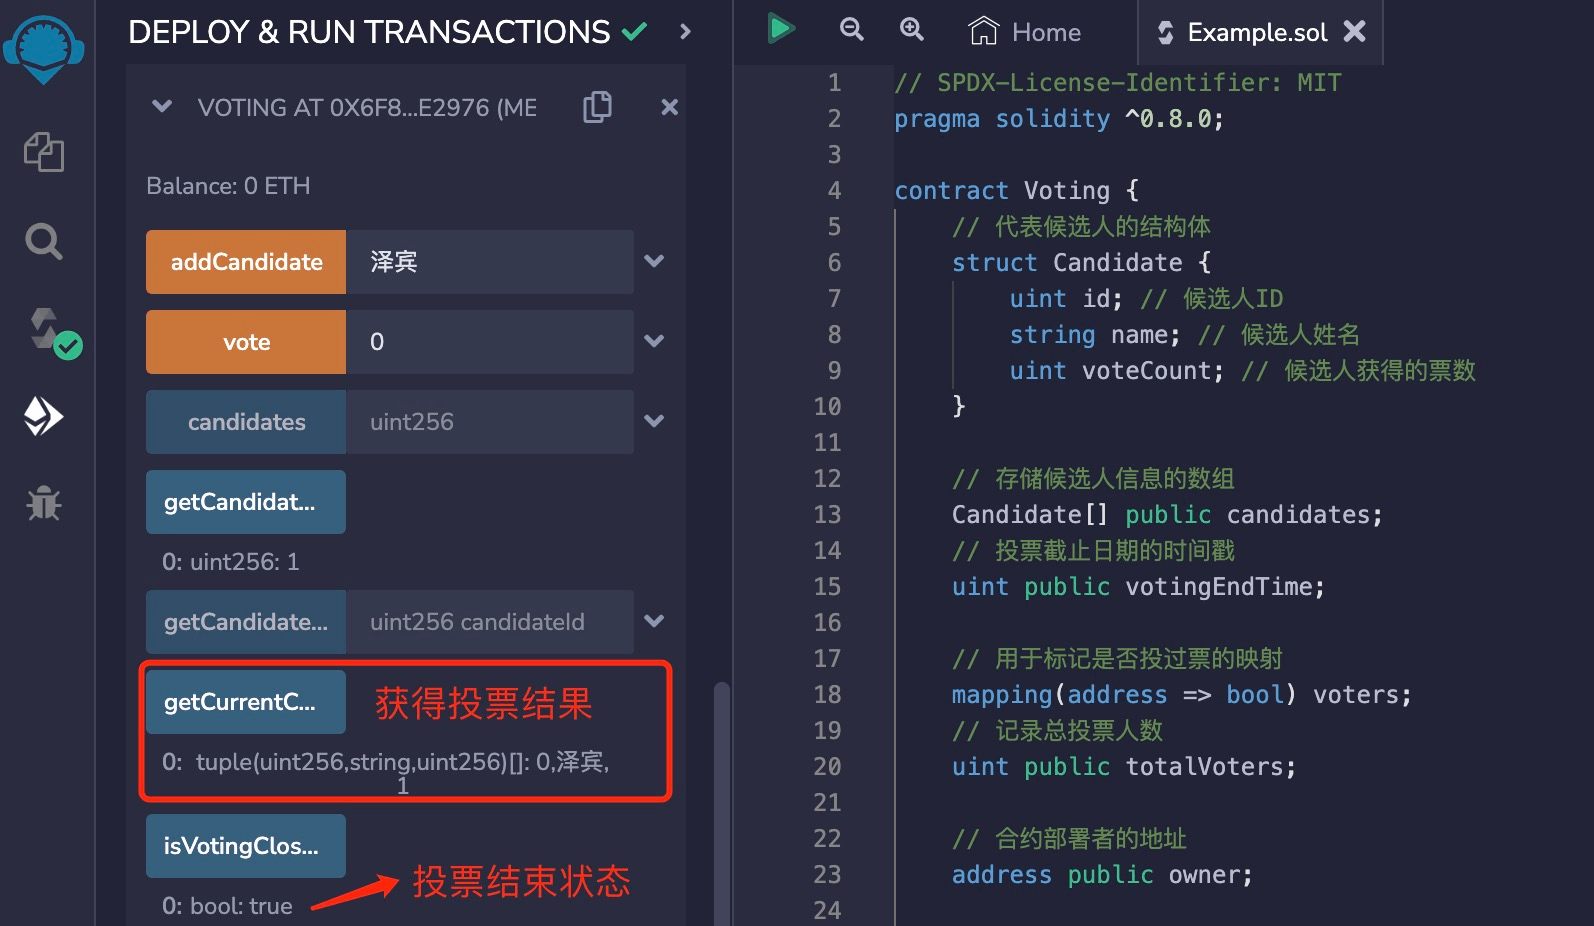 DEPLOY & RUN TRANSACTIONS
VOTING AT 0X6F8...E2976 (ME
Balance: 0 ETH
addCandidate 泽宾
vote 0
candidates uint256
getCandidat...
0: uint256: 1
getCandidate... uint256 candidateId
getCurrentC... 获得投票结果
0: tuple(uint256,string,uint256)[]: 0,泽宾,
1
isVotingClos...
投票结束状态
0: bool: true
Home
Example.sol
1 // SPDX-License-Identifier: MIT
2 pragma solidity ^0.8.0;
3
4 contract Voting {
5 // 代表候选人的结构体
6 struct Candidate {
7 uint id; // 候选人ID
8 string name; // 候选人姓名
9 uint voteCount; // 候选人获得的票数
10 }
11
12 // 存储候选人信息的数组
13 Candidate[] public candidates;
14 // 投票截止日期的时间戳
15 uint public votingEndTime;
16
17 // 用于标记是否投过票的映射
18 mapping(address => bool) voters;
19 // 记录总投票人数
20 uint public totalVoters;
21
22 // 合约部署者的地址
23 address public owner;
24